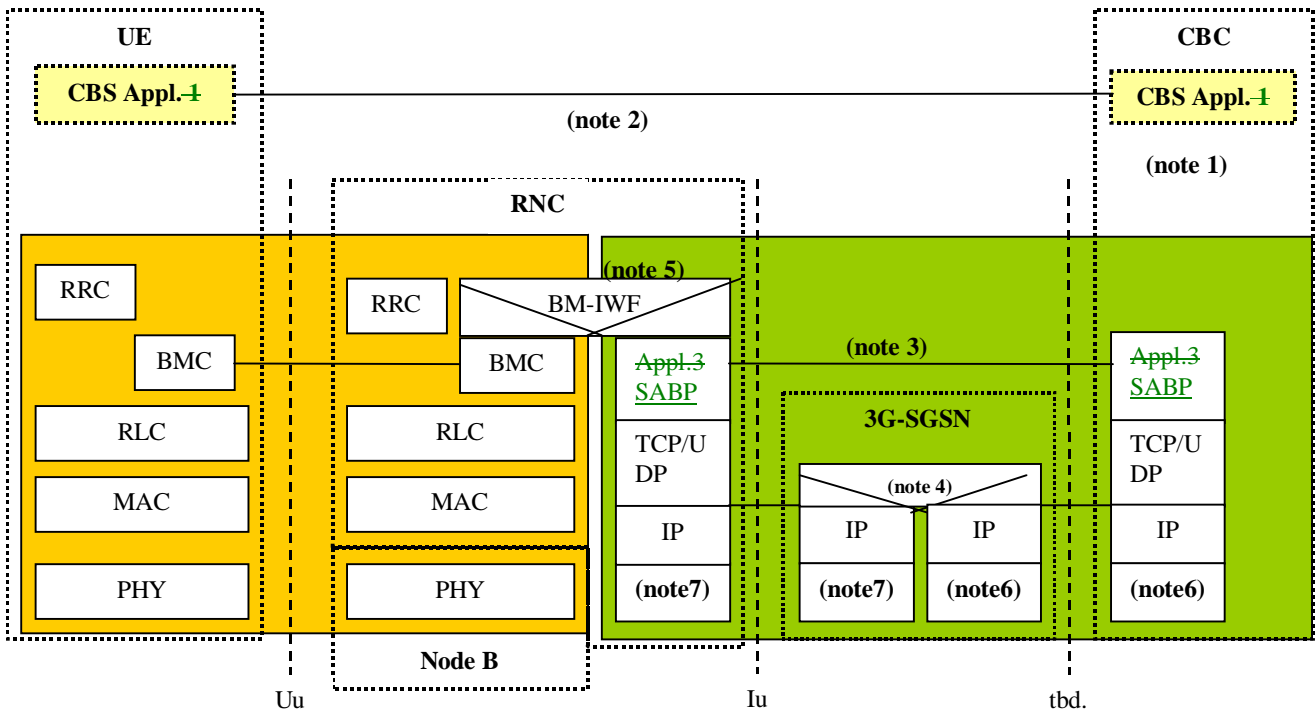 UE
CBC
CBS Appl. 1
CBS Appl. 1
(note 2)
(note 1)
RNC
(note 5)
RRC
RRC
BM-IWF
BMC
BMC
(note 3)
Appl.3
SABP
Appl.3
SABP
3G-SGSN
RLC
RLC
TCP/U
DP
TCP/U
DP
MAC
MAC
(note 4)
IP
IP
IP
IP
PHY
PHY
(note7)
(note7)
(note6)
(note6)
Node B
Uu
Iu
tbd.